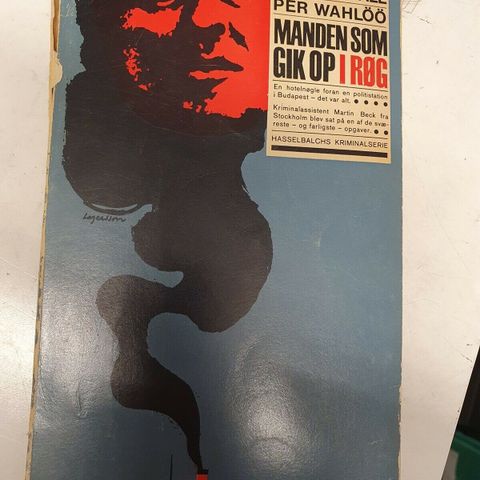 PER WAHLÖÖ
MANDEN SOM
GIK OP I RØG
En hotelnøgle foran en politistation
i Budapest – det var alt.
Kriminalassistent Martin Beck fra
Stockholm blev sat på en af de svæ-
reste – og farligste – opgaver.
HASSELBALCHS KRIMINALSERIE